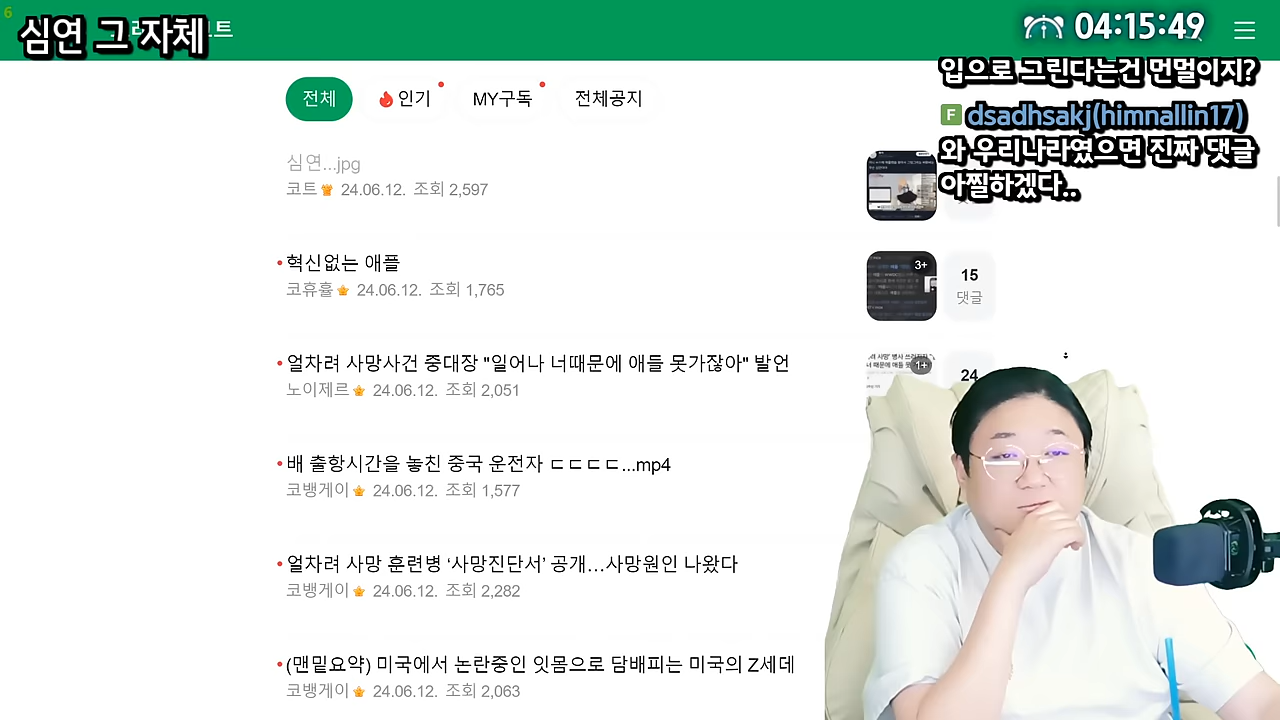 6
심연 그 자체
트
04:15:49
입으로 그린다는건 먼멀이지?
F dsadhsakj(himnallin17)
와 우리나라였으면 진짜 댓글
아찔하겠다..
전체
인기
MY구독
전체공지
심연...jpg
코트 24.06.12. 조회 2,597
혁신없는 애플
코휴휼 24.06.12. 조회 1,765
3+
15
댓글
얼차려 사망사건 중대장 "일어나 너때문에 애들 못가잖아" 발언
노이제르 24.06.12. 조회 2,051
1+
24
배 출항시간을 놓친 중국 운전자 ㄷㄷㄷㄷ...mp4
코뱅게이 24.06.12. 조회 1,577
얼차려 사망 훈련병 ‘사망진단서’ 공개…사망원인 나왔다
코뱅게이 24.06.12. 조회 2,282
(맨밑요약) 미국에서 논란중인 잇몸으로 담배피는 미국의 Z세데
코뱅게이 24.06.12. 조회 2,063